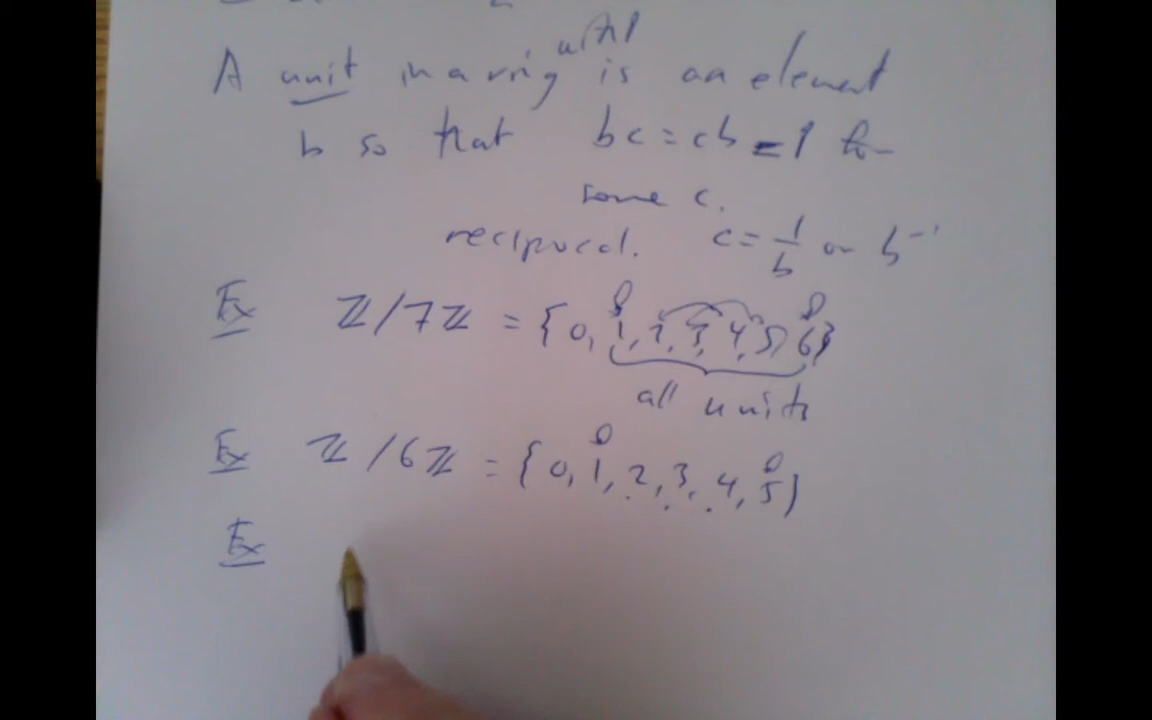 A unit in a ring with 1 is an element
b so that bc = cb = 1 for
some c.
reciprocal. c = 1/b or b⁻¹
Ex ℤ/7ℤ = {0, 1, 2, 3, 4, 5, 6}
all units
Ex ℤ/6ℤ = {0, 1, 2, 3, 4, 5}
Ex